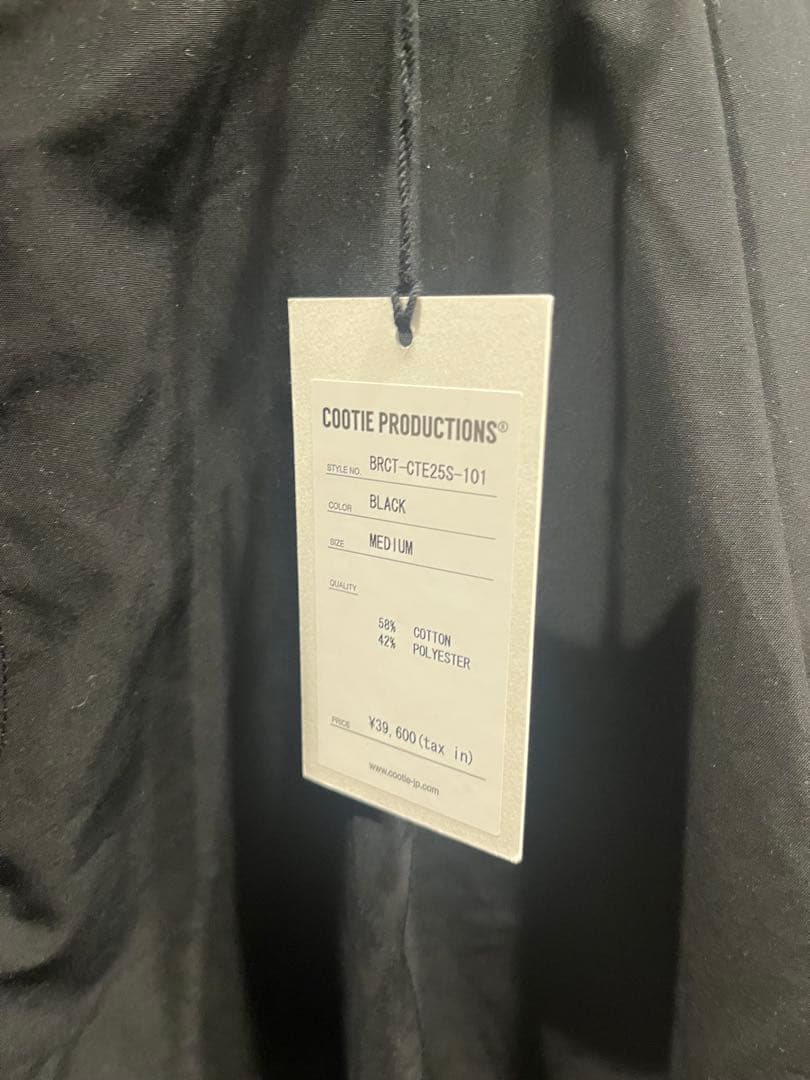 COOTIE PRODUCTIONS®
STYLE NO. BRCT-CTE25S-101
COLOR BLACK
SIZE MEDIUM
QUALITY
58% COTTON
42% POLYESTER
PRICE ¥39,600(tax in)
www.cootie-jp.com